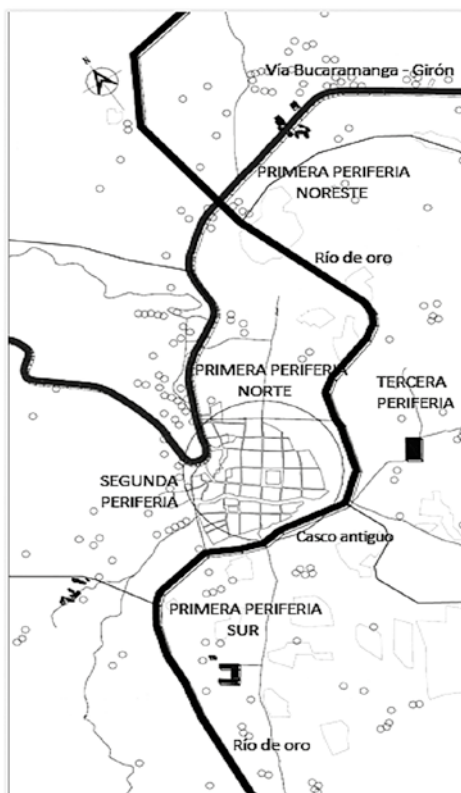 N
Vía Bucaramanga - Girón
PRIMERA PERIFERIA
NORESTE
Río de oro
PRIMERA PERIFERIA
NORTE
TERCERA
PERIFERIA
SEGUNDA
PERIFERIA
Casco antiguo
PRIMERA PERIFERIA
SUR
Río de oro